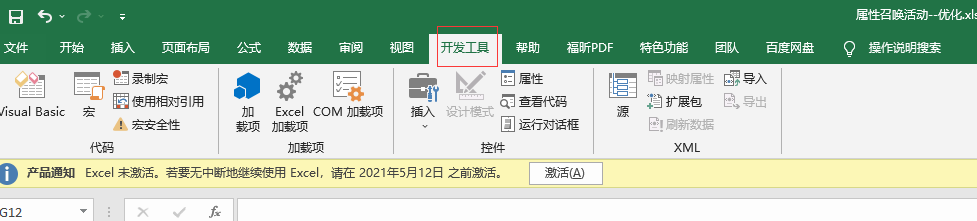 属性召唤活动--优化.xls
文件 开始 插入 页面布局 公式 数据 审阅 视图 开发工具 帮助 福昕PDF 特色功能 团队 百度网盘 操作说明搜索
Visual Basic 宏 录制宏 使用相对引用 宏安全性
加载项 Excel 加载项 COM 加载项
插入 设计模式 属性 查看代码 运行对话框
源 映射属性 扩展包 刷新数据 导入 导出
代码 加载项 控件 XML
产品通知 Excel 未激活。若要无中断地继续使用 Excel，请在 2021年5月12日 之前激活。 激活(A)
G12 fx